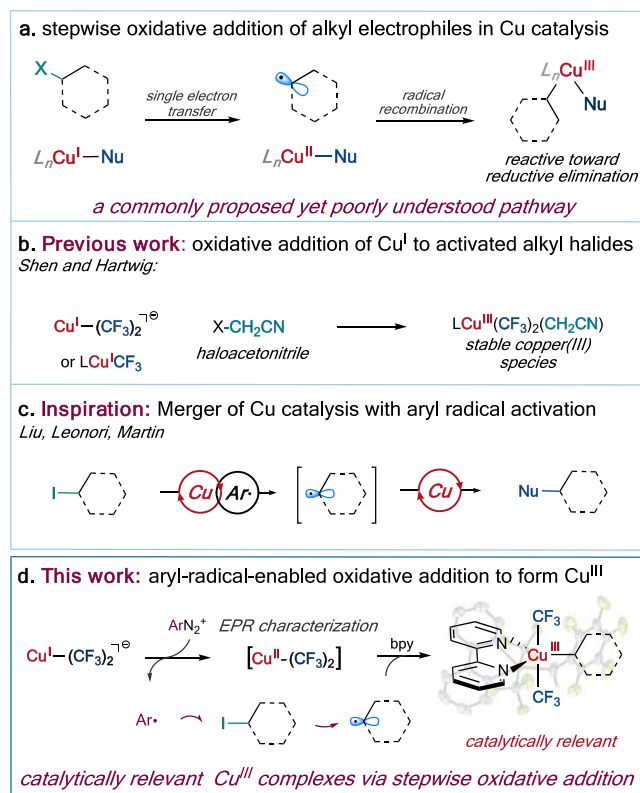 a. stepwise oxidative addition of alkyl electrophiles in Cu catalysis
X
single electron transfer
radical recombination
LnCuᴵ—Nu
LnCuᴵᴵ—Nu
LnCuᴵᴵᴵ
Nu
reactive toward
reductive elimination
a commonly proposed yet poorly understood pathway
b. Previous work: oxidative addition of Cuᴵ to activated alkyl halides
Shen and Hartwig:
Cuᴵ—(CF₃)₂ ⊖
or LCuᴵCF₃
X-CH₂CN
haloacetonitrile
LCuᴵᴵᴵ(CF₃)₂(CH₂CN)
stable copper(III)
species
c. Inspiration: Merger of Cu catalysis with aryl radical activation
Liu, Leonori, Martin
I
Cu
Ar•
Cu
Nu
d. This work: aryl-radical-enabled oxidative addition to form Cuᴵᴵᴵ
Cuᴵ—(CF₃)₂ ⊖
ArN₂⁺
EPR characterization
[Cuᴵᴵ-(CF₃)₂]
bpy
Ar•
I
CF₃
N
N
Cuᴵᴵᴵ
CF₃
catalytically relevant
catalytically relevant Cuᴵᴵᴵ complexes via stepwise oxidative addition